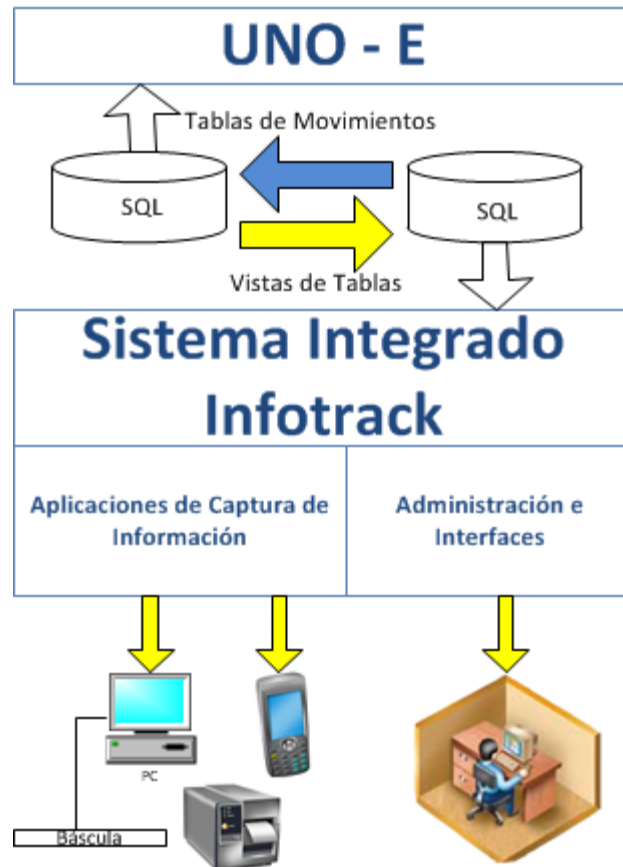 UNO - E
Tablas de Movimientos
SQL
SQL
Vistas de Tablas
Sistema Integrado
Infotrack
Aplicaciones de Captura de
Información
Administración e
Interfaces
PC
Báscula